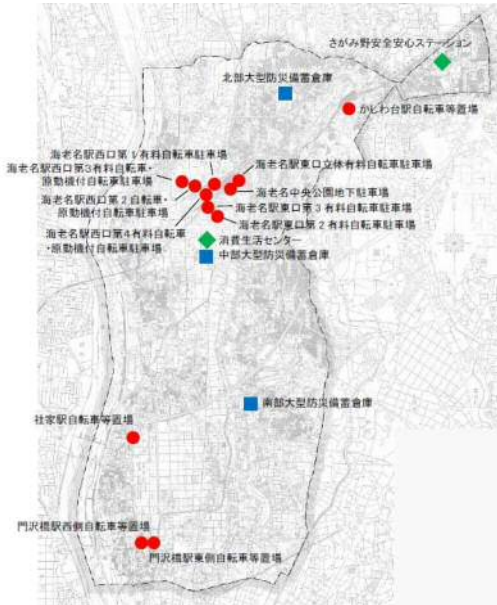 さがみ野安全安心ステーション
北部大型防災備蓄倉庫
かしわ台駅自転車等置場
海老名駅西口第1有料自転車駐車場
海老名駅西口第3有料自転車・
原動機付自転車駐車場
海老名駅東口立体有料自転車駐車場
海老名中央公園地下駐車場
海老名駅西口第2自転車・
原動機付自転車駐車場
海老名駅東口第3有料自転車駐車場
海老名駅東口第2有料自転車駐車場
海老名駅西口第4有料自転車
・原動機付自転車駐車場
消費生活センター
中部大型防災備蓄倉庫
南部大型防災備蓄倉庫
社家駅自転車等置場
門沢橋駅西側自転車等置場
門沢橋駅東側自転車等置場